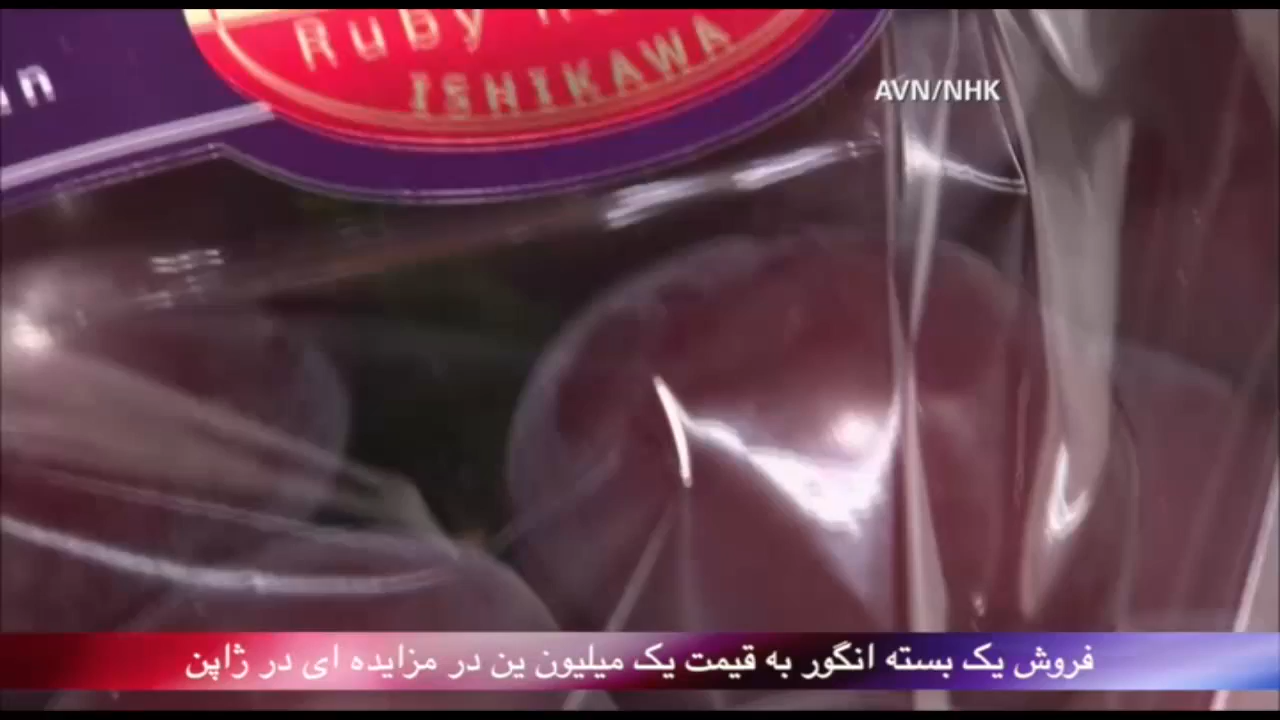 Ruby
ISHIKAWA
AVN/NHK
فروش یک بسته انگور به قیمت یک میلیون ین در مزایده ای در ژاپن